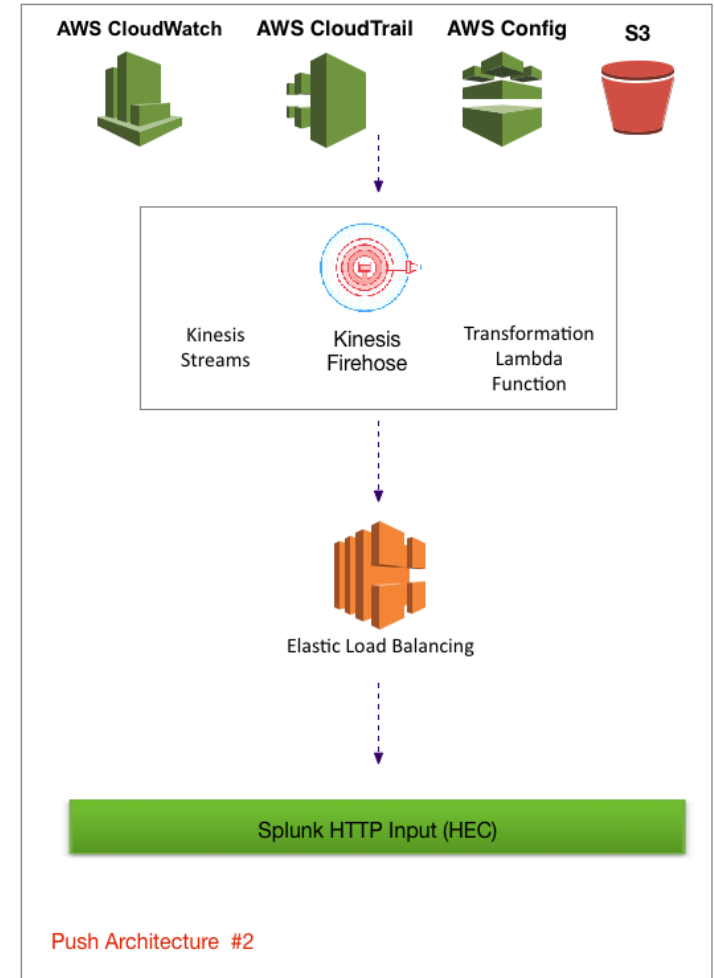 AWS CloudWatch
AWS CloudTrail
AWS Config
S3
Kinesis
Streams
Kinesis
Firehose
Transformation
Lambda
Function
Elastic Load Balancing
Splunk HTTP Input (HEC)
Push Architecture #2